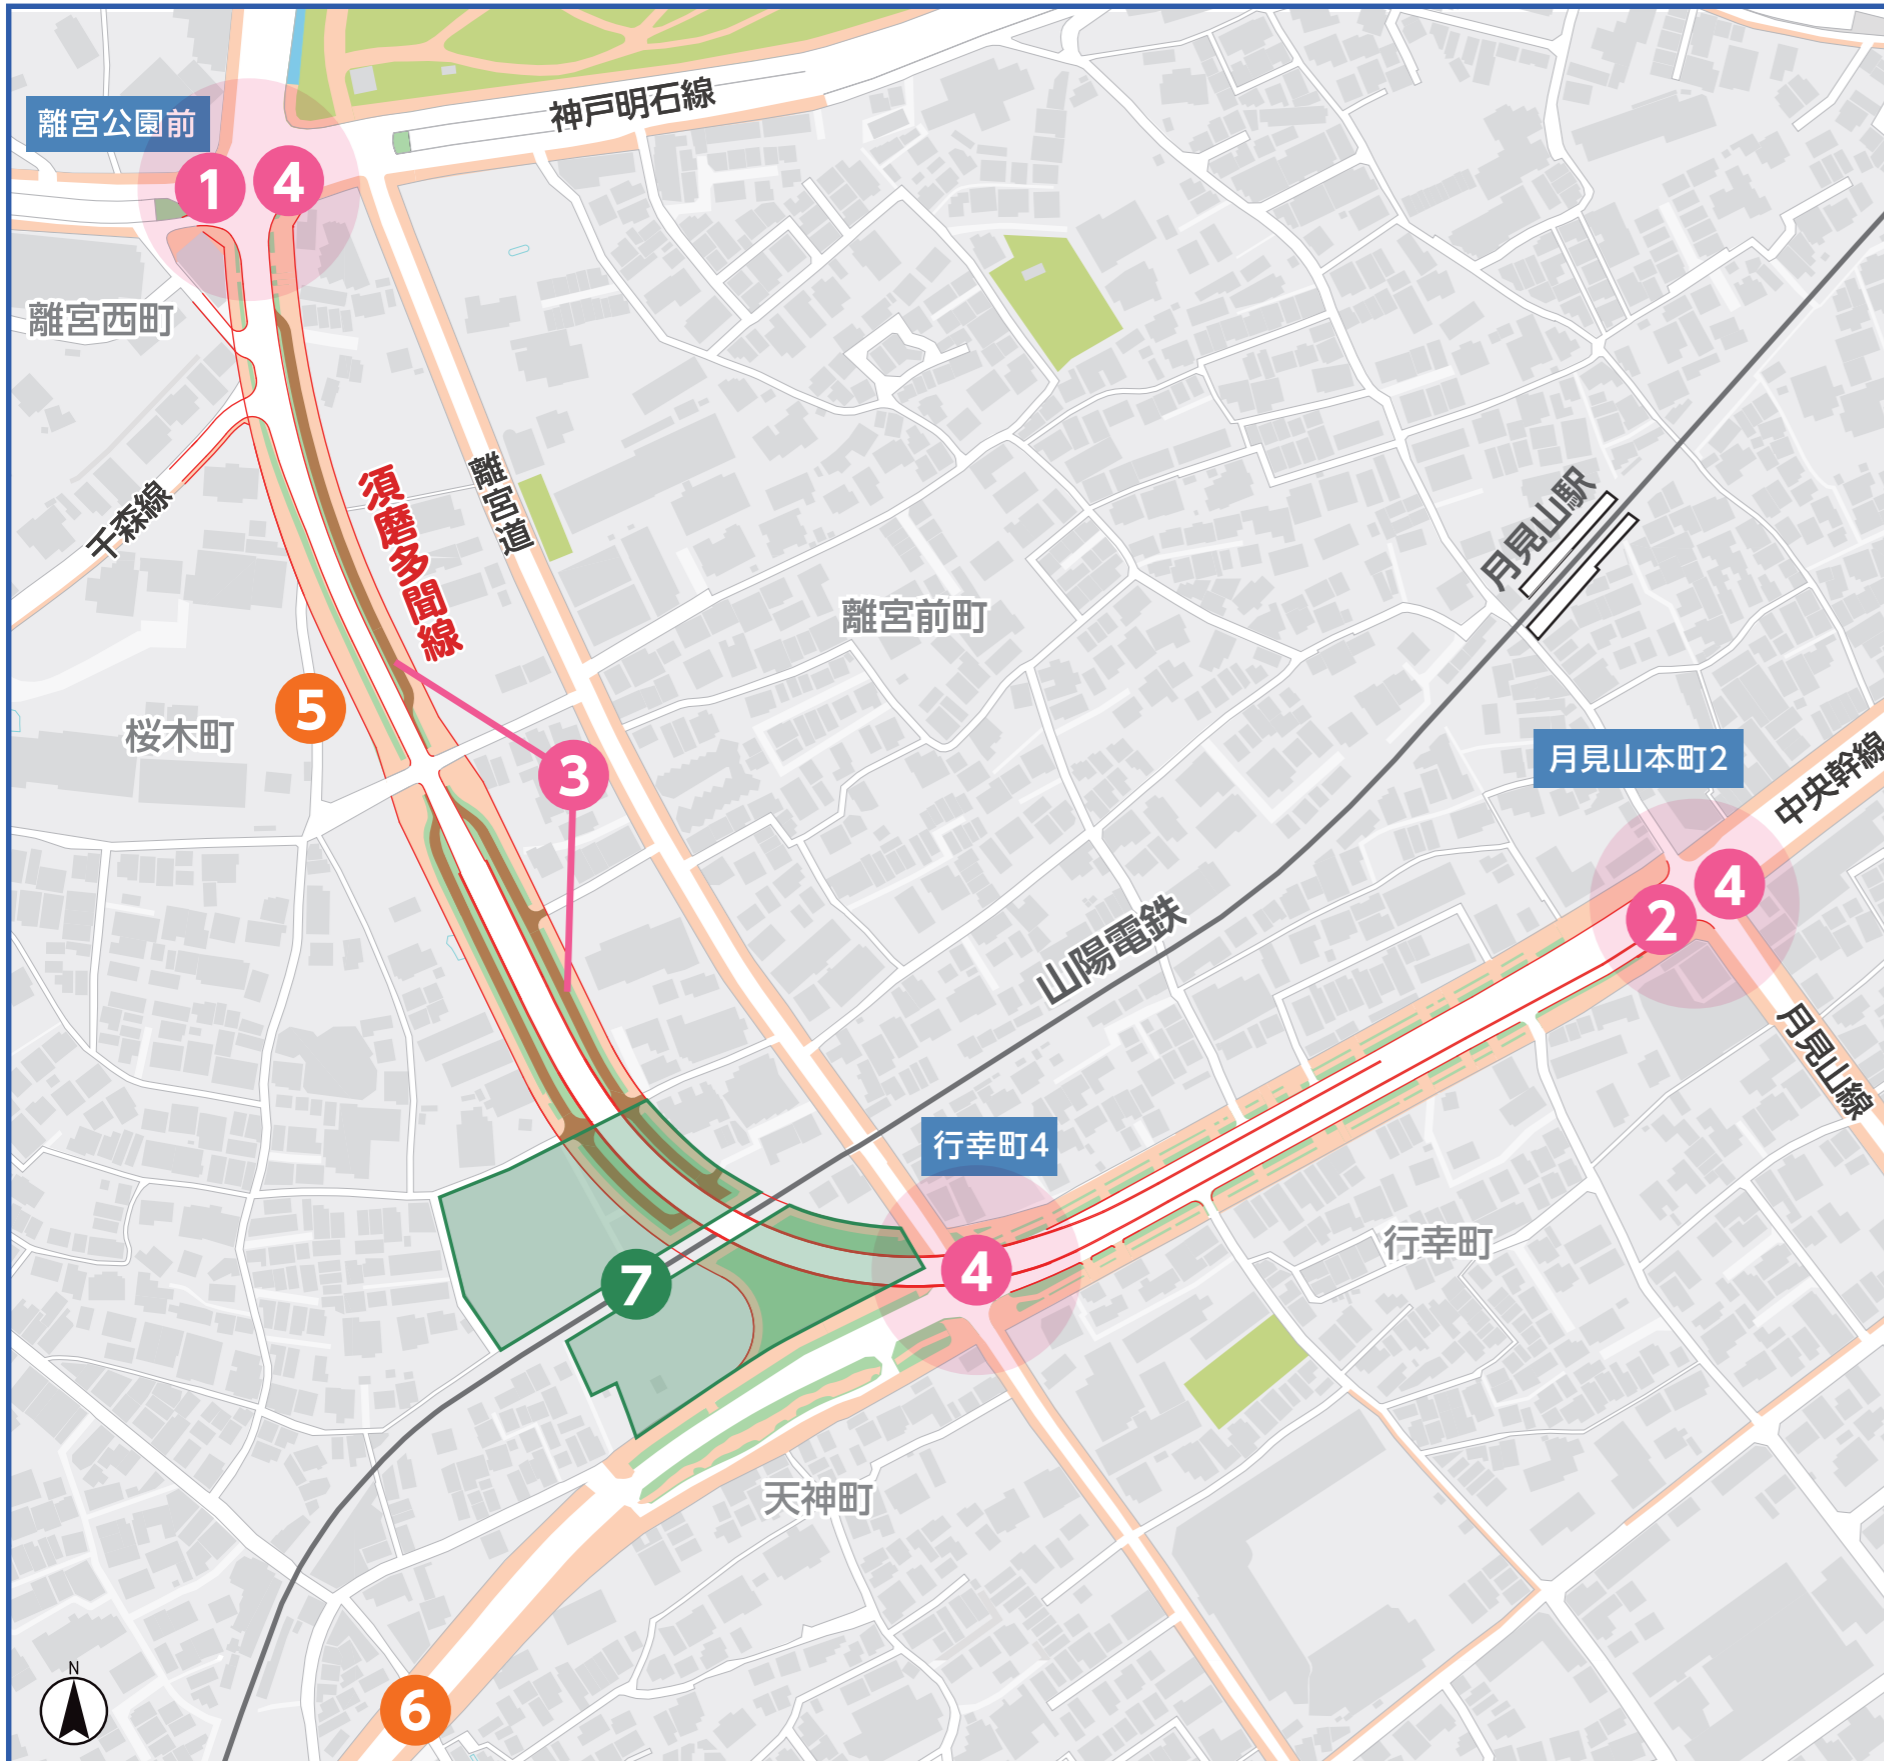 神戸明石線
離宮公園前
1
4
離宮西町
須磨多聞線
離宮道
千森線
月見山駅
離宮前町
5
桜木町
3
月見山本町2
中央幹線
4
2
山陽電鉄
月見山線
行幸町4
行幸町
4
7
天神町
N
6